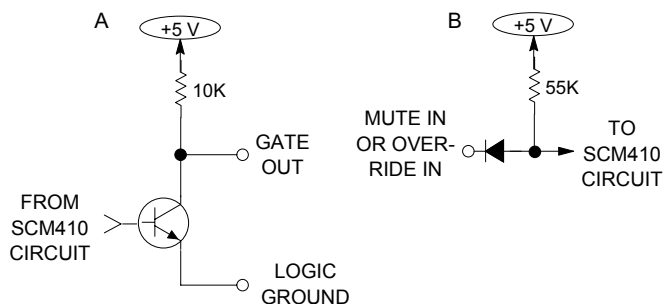 A
+5 V
10K
GATE
OUT
FROM
SCM410
CIRCUIT
LOGIC
GROUND
B
+5 V
55K
MUTE IN
OR OVER-
RIDE IN
TO
SCM410
CIRCUIT